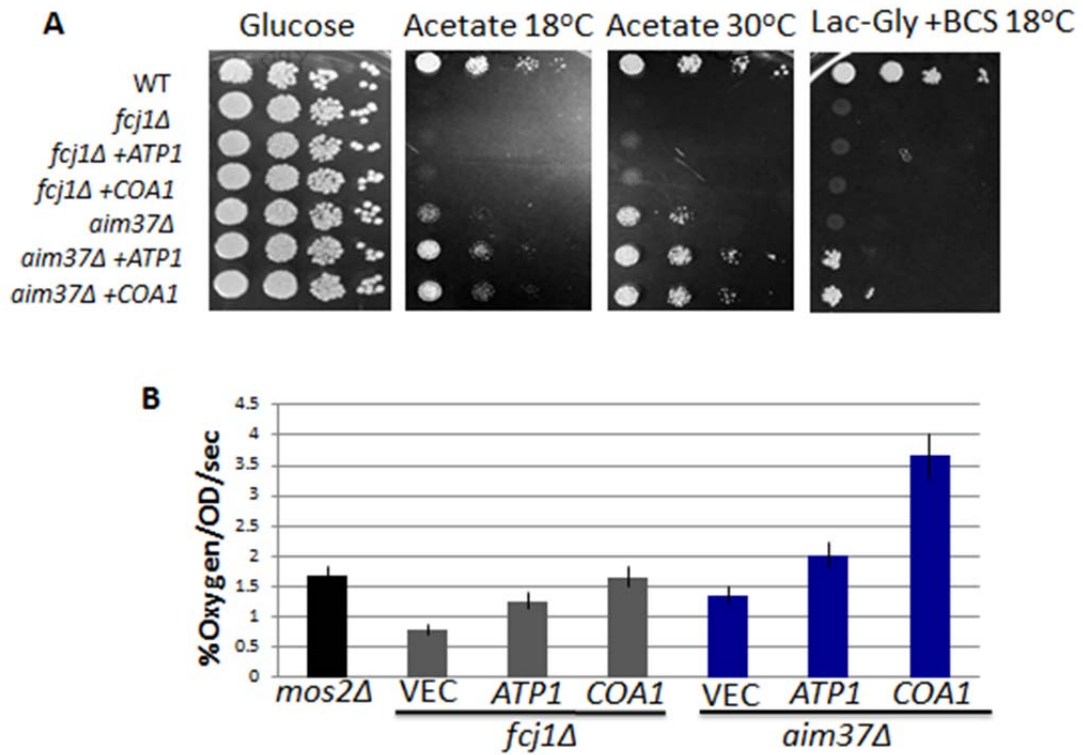 A
Glucose
Acetate 18°C
Acetate 30°C
Lac-Gly +BCS 18°C
WT
fcj1Δ
fcj1Δ +ATP1
fcj1Δ +COA1
aim37Δ
aim37Δ +ATP1
aim37Δ +COA1
B
%Oxygen/OD/sec
4.5
4
3.5
3
2.5
2
1.5
1
0.5
0
mos2Δ
VEC ATP1 COA1
VEC ATP1 COA1
fcj1Δ
aim37Δ